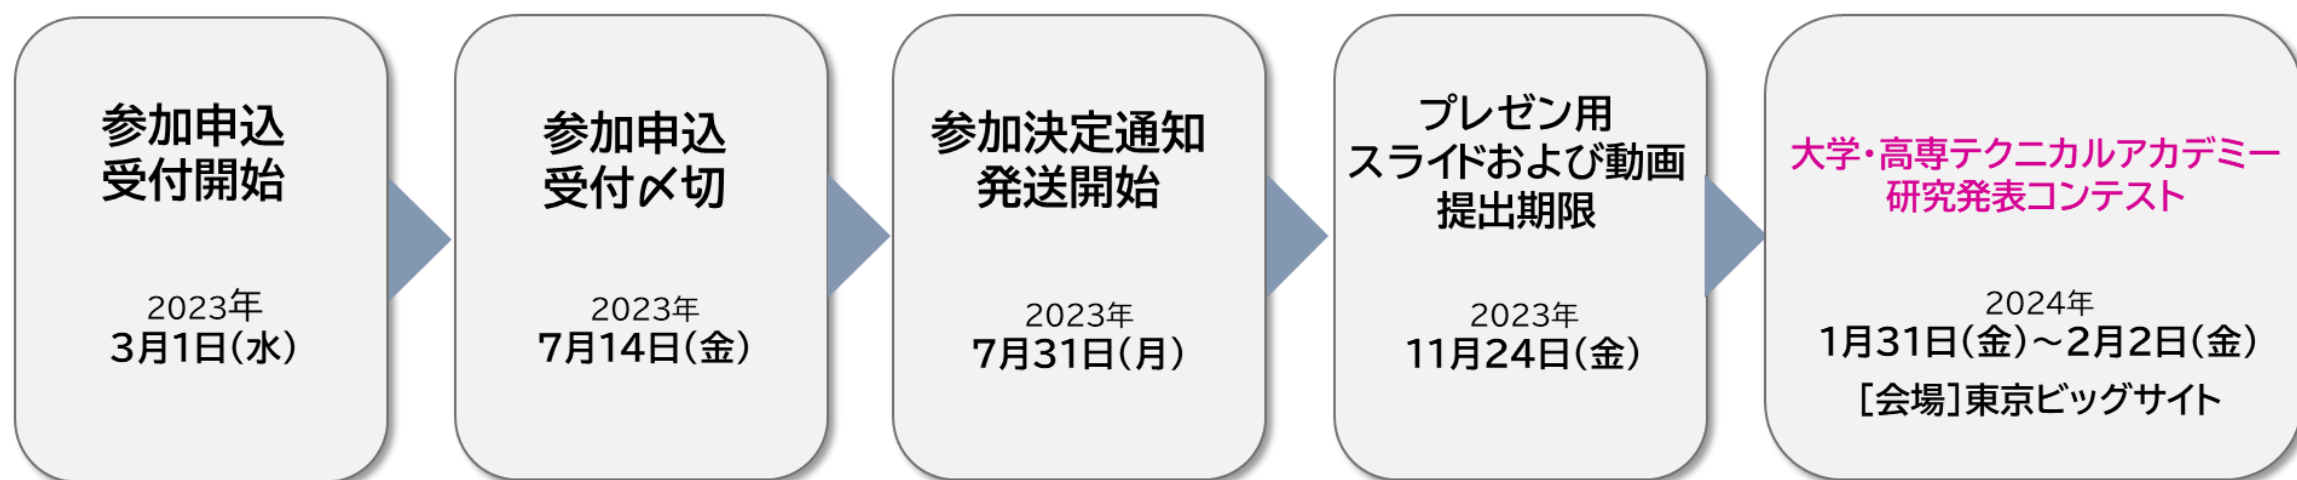 参加申込
受付開始
2023年
3月1日(水)
参加申込
受付〆切
2023年
7月14日(金)
参加決定通知
発送開始
2023年
7月31日(月)
プレゼン用
スライドおよび動画
提出期限
2023年
11月24日(金)
大学・高専テクニカルアカデミー
研究発表コンテスト
2024年
1月31日(金)～2月2日(金)
[会場]東京ビッグサイト